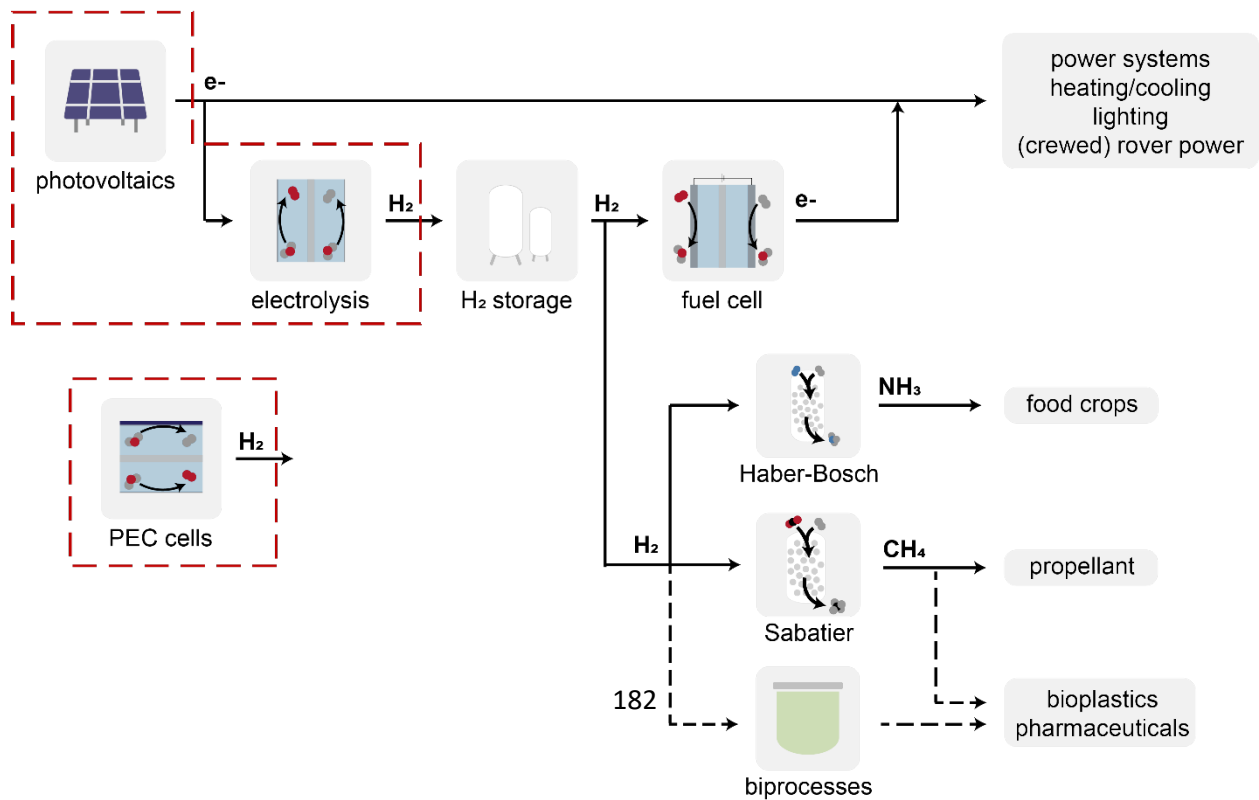 photovoltaics
e-
power systems
heating/cooling
lighting
(crewed) rover power
electrolysis
H₂
H₂ storage
H₂
fuel cell
e-
PEC cells
H₂
Haber-Bosch
NH₃
food crops
H₂
Sabatier
CH₄
propellant
182
biprocesses
bioplastics
pharmaceuticals